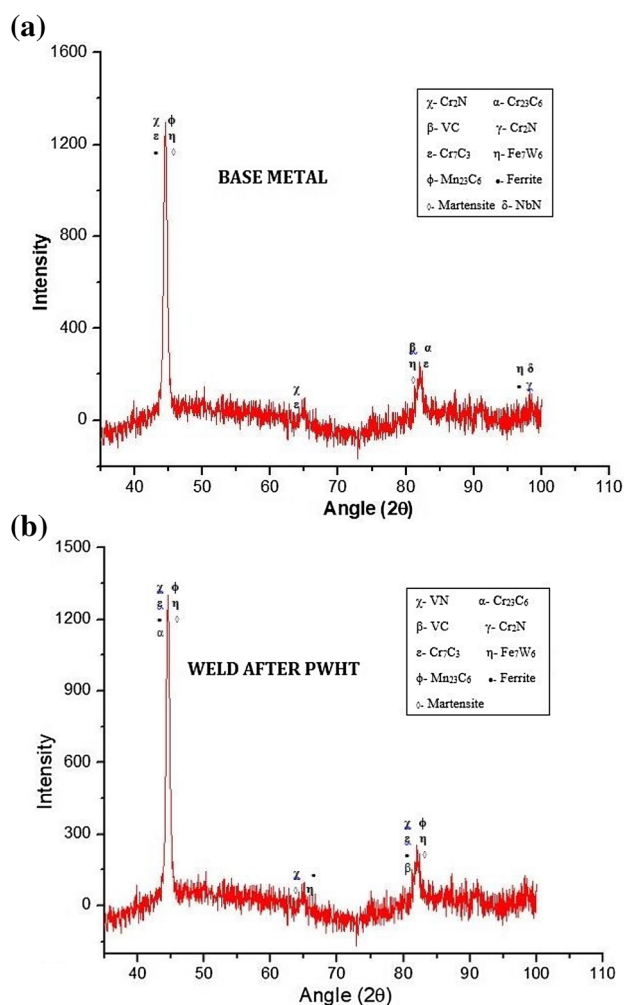 (a)
1600
1200
800
400
0
Intensity
χ ϕ
ε η
• ◊
BASE METAL
χ- Cr₂N α- Cr₂₃C₆
β- VC γ- Cr₂N
ε- Cr₇C₃ η- Fe₇W₆
ϕ- Mn₂₃C₆ •- Ferrite
◊- Martensite δ- NbN
χ
ε
β α
η ε
◊
η δ
• χ
40 50 60 70 80 90 100 110
Angle (2θ)
(b)
1500
1200
900
600
300
0
Intensity
χ ϕ
ε η
• ◊
α
WELD AFTER PWHT
χ- VN α- Cr₂₃C₆
β- VC γ- Cr₂N
ε- Cr₇C₃ η- Fe₇W₆
ϕ- Mn₂₃C₆ •- Ferrite
◊- Martensite
χ •
◊ η
χ ϕ
ε η
• ◊
β
40 50 60 70 80 90 100 110
Angle (2θ)